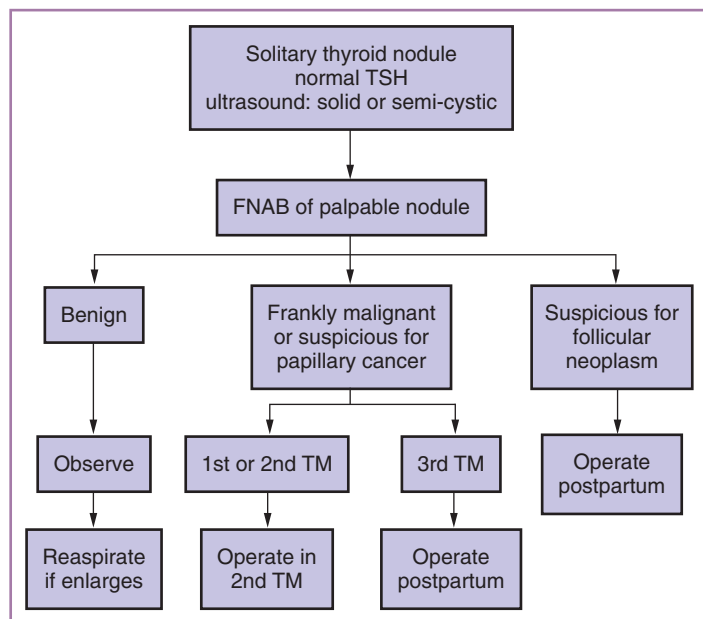 Solitary thyroid nodule
normal TSH
ultrasound: solid or semi-cystic
FNAB of palpable nodule
Benign
Frankly malignant
or suspicious for
papillary cancer
Suspicious for
follicular
neoplasm
Observe
1st or 2nd TM
3rd TM
Operate
postpartum
Reaspirate
if enlarges
Operate in
2nd TM
Operate
postpartum